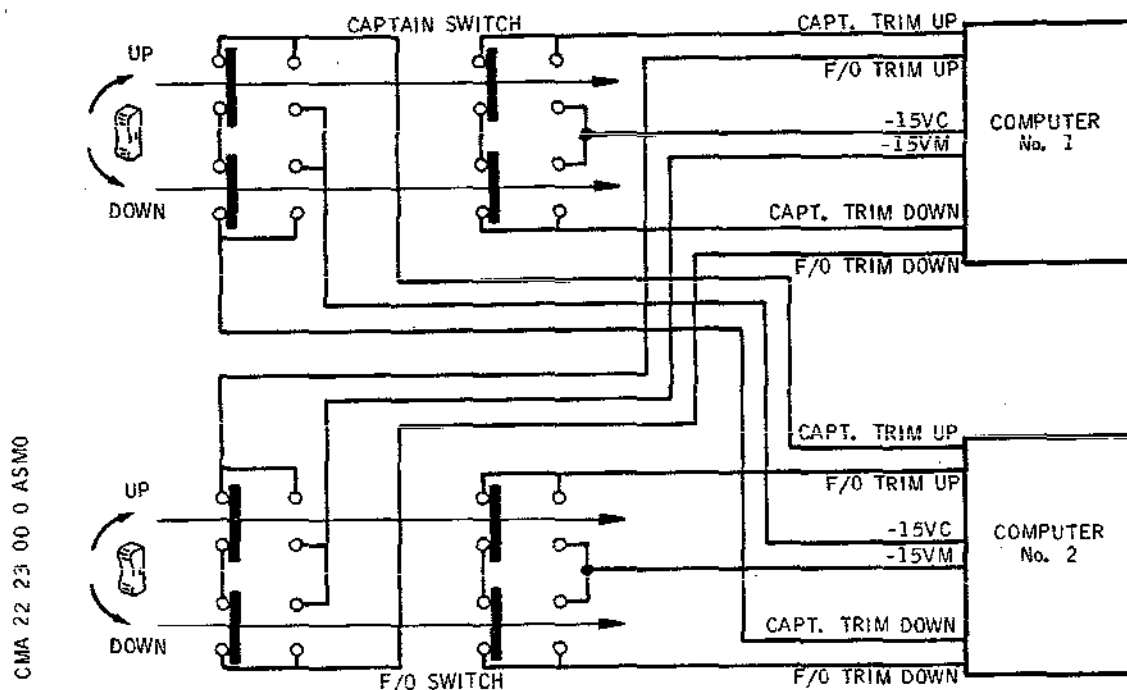 CAPTAIN SWITCH
UP
DOWN
CAPT. TRIM UP
F/O TRIM UP
-15VC
-15VM
CAPT. TRIM DOWN
F/O TRIM DOWN
COMPUTER
No. 1
UP
DOWN
F/O SWITCH
CAPT. TRIM UP
F/O TRIM UP
-15VC
-15VM
CAPT. TRIM DOWN
F/O TRIM DOWN
COMPUTER
No. 2
CMA 22 23 00 0 ASM0